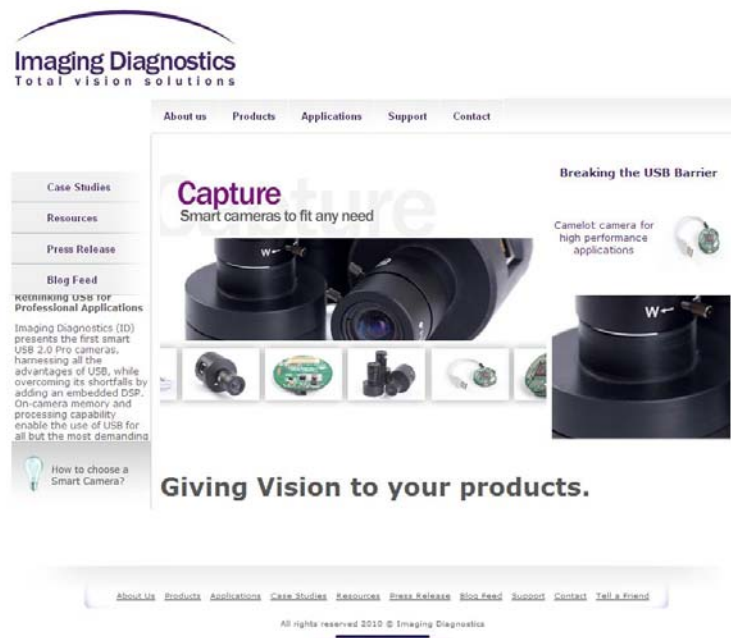 Imaging Diagnostics
Total vision solutions
About us Products Applications Support Contact
Case Studies
Resources
Press Release
Blog Feed
Rethinking USB for
Professional Applications
Imaging Diagnostics (ID)
presents the first smart
USB 2.0 Pro cameras,
harnessing all the
advantages of USB, while
overcoming its shortfalls by
adding an embedded DSP.
On-camera memory and
processing capability
enable the use of USB for
all but the most demanding
How to choose a
Smart Camera?
Capture
Capture
Smart cameras to fit any need
W
Breaking the USB Barrier
Camelot camera for
high performance
applications
W
Giving Vision to your products.
About Us Products Applications Case Studies Resources Press Release Blog Feed Support Contact Tell a Friend
All rights reserved 2010 © Imaging Diagnostics